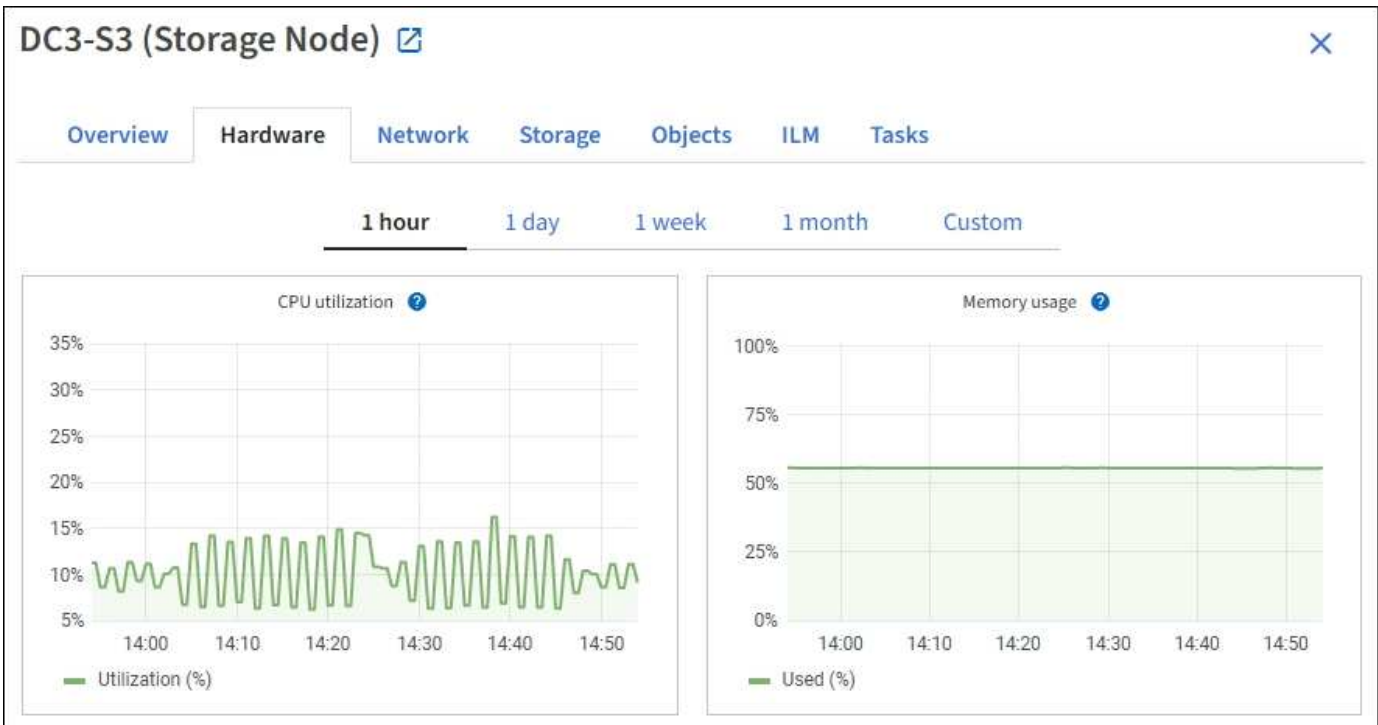 DC3-S3 (Storage Node)
Overview Hardware Network Storage Objects ILM Tasks
1 hour 1 day 1 week 1 month Custom
CPU utilization ?
35%
30%
25%
20%
15%
10%
5%
14:00 14:10 14:20 14:30 14:40 14:50
Utilization (%)
Memory usage ?
100%
75%
50%
25%
0%
14:00 14:10 14:20 14:30 14:40 14:50
Used (%)